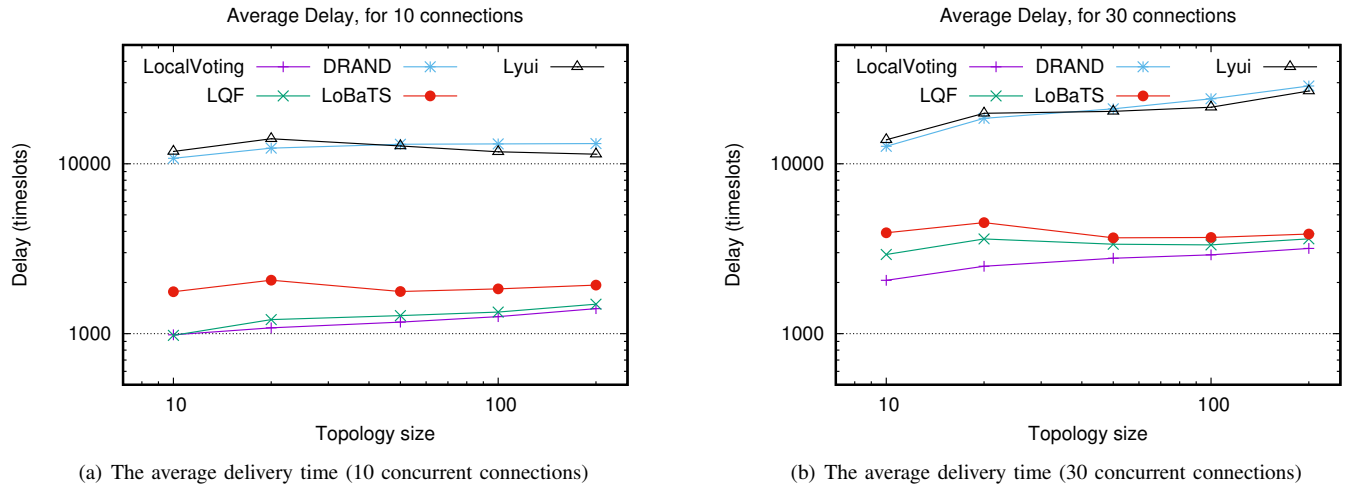 Average Delay, for 10 connections
LocalVoting DRAND Lyui
LQF LoBaTS
10000
1000
Delay (timeslots)
10 100
Topology size
(a) The average delivery time (10 concurrent connections)
Average Delay, for 30 connections
LocalVoting DRAND Lyui
LQF LoBaTS
10000
1000
Delay (timeslots)
10 100
Topology size
(b) The average delivery time (30 concurrent connections)